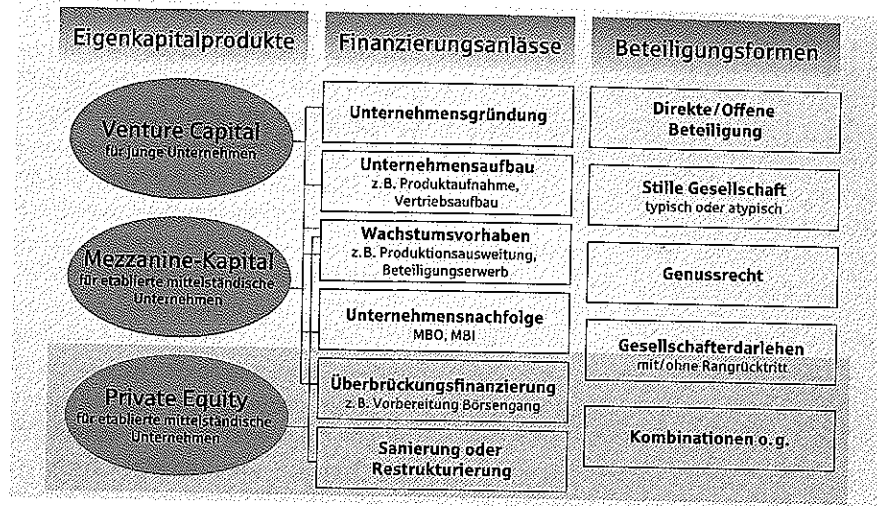 Eigenkapitalprodukte
Finanzierungsanlässe
Beteiligungsformen
Venture Capital
für junge Unternehmen
Mezzanine-Kapital
für etablierte mittelständische
Unternehmen
Private Equity
für etablierte mittelständische
Unternehmen
Unternehmensgründung
Unternehmensaufbau
z. B. Produktaufnahme,
Vertriebsaufbau
Wachstumsvorhaben
z. B. Produktionsausweitung,
Beteiligungserwerb
Unternehmensnachfolge
MBO, MBI
Überbrückungsfinanzierung
z. B. Vorbereitung Börsengang
Sanierung oder
Restrukturierung
Direkte/Offene
Beteiligung
Stille Gesellschaft
typisch oder atypisch
Genussrecht
Gesellschafterdarlehen
mit/ohne Rangrücktritt
Kombinationen o. g.